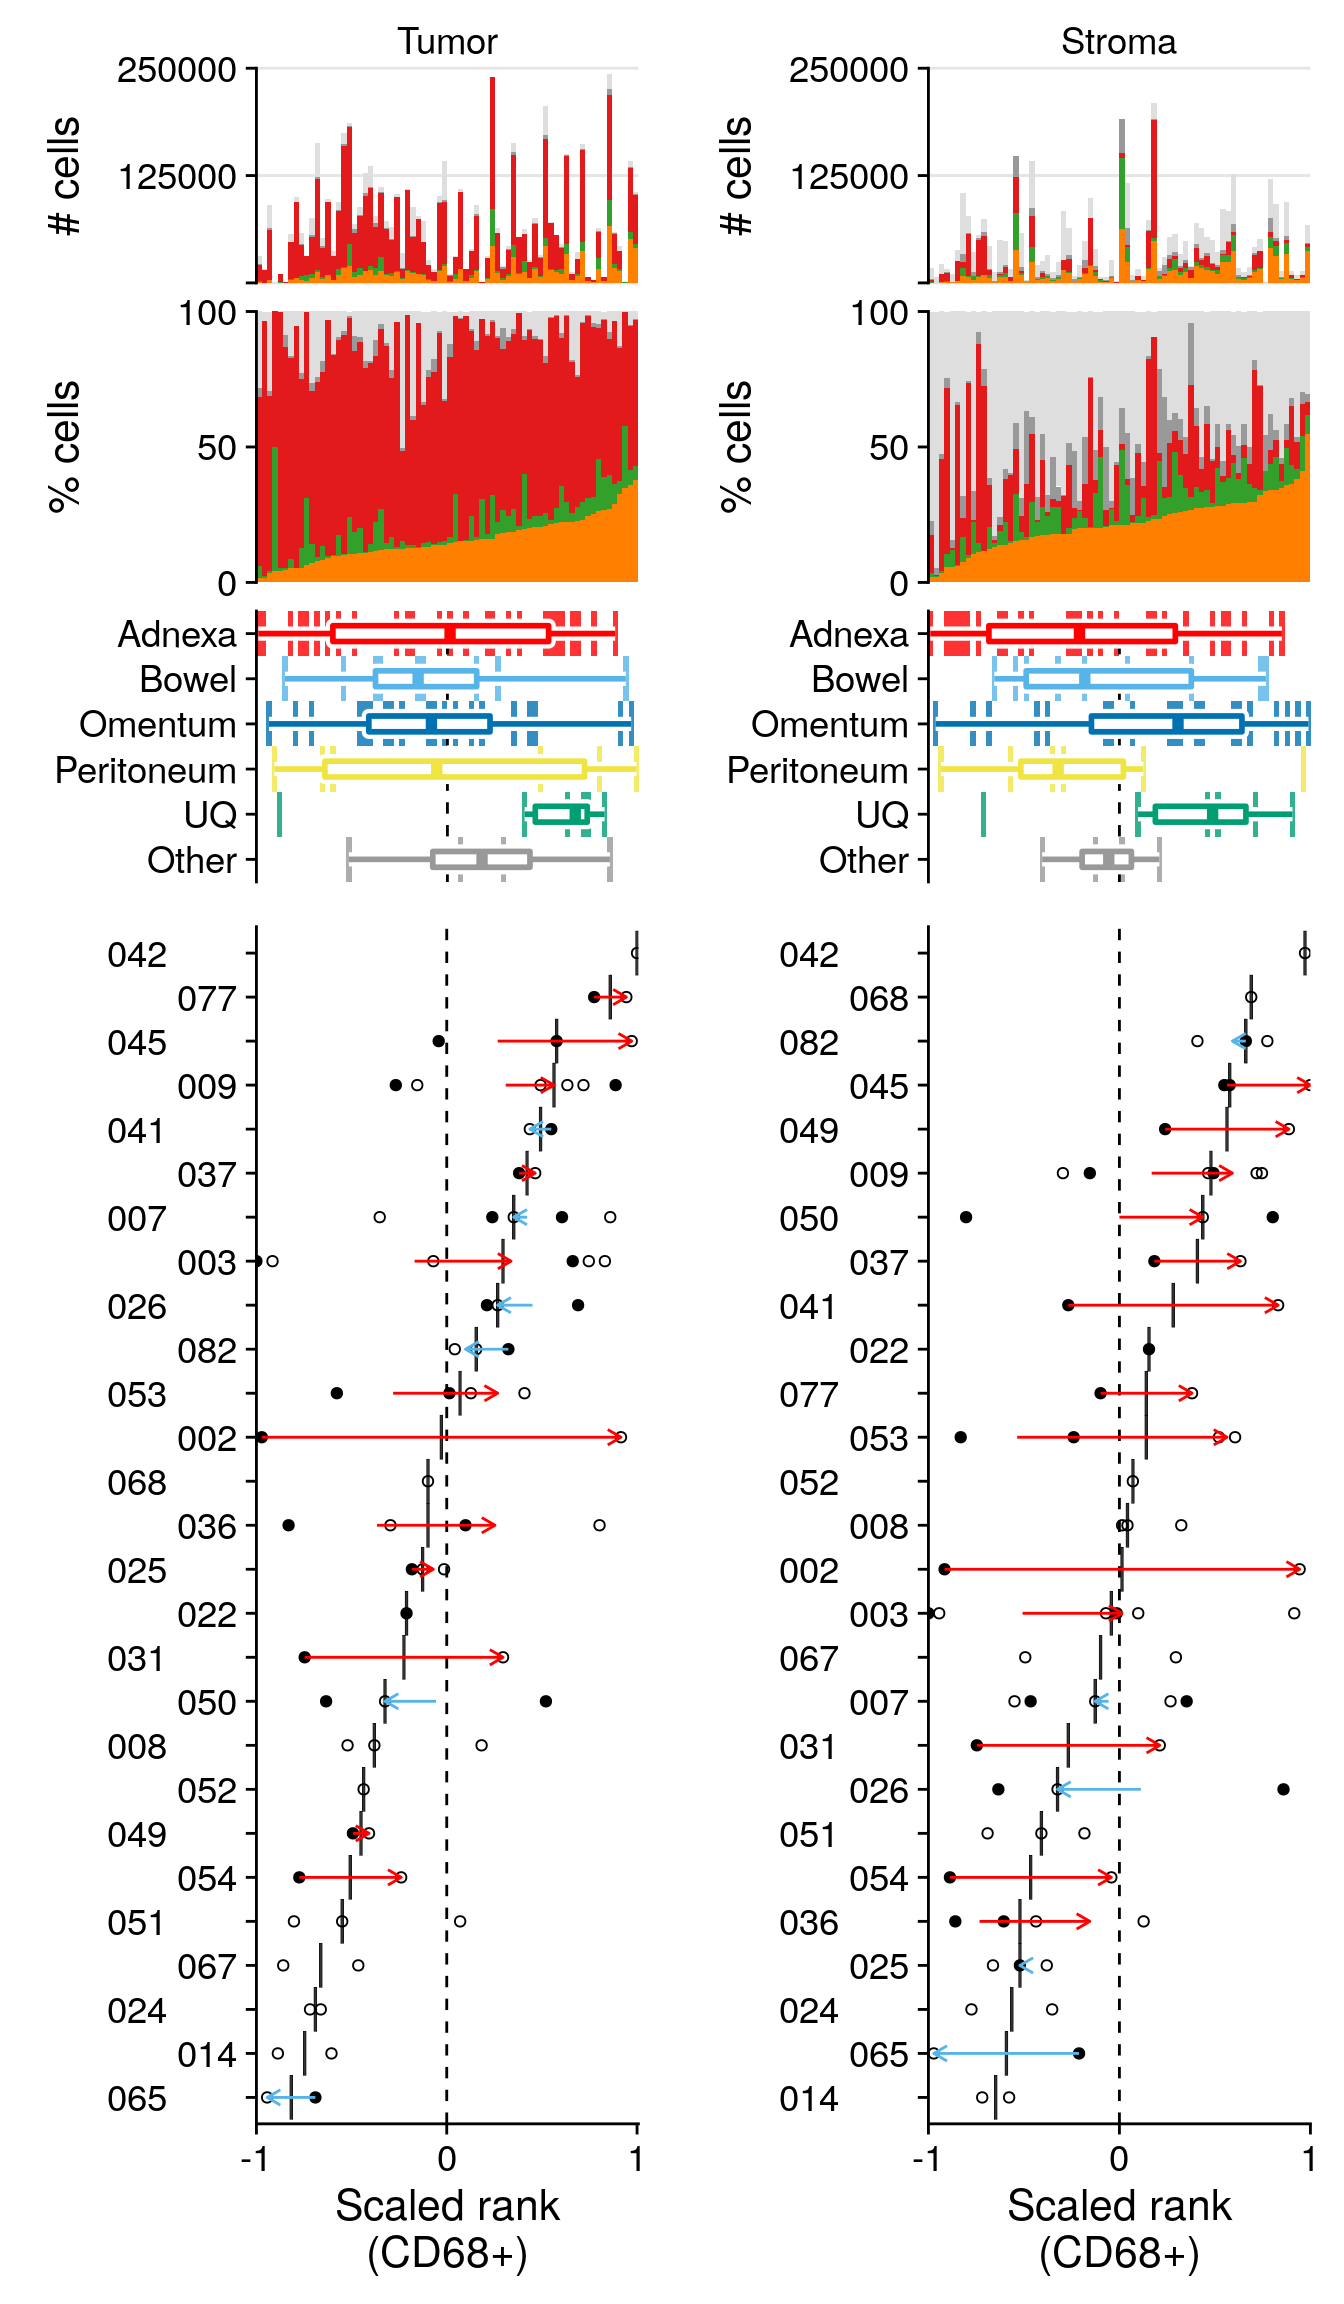 Tumor
250000
125000
# cells
100
50
0
% cells
Adnexa
Bowel
Omentum
Peritoneum
UQ
Other
042
077
045
009
041
037
007
003
026
082
053
002
068
036
025
022
031
050
008
052
049
054
051
067
024
014
065
-1 0 1
Scaled rank
(CD68+)
Stroma
250000
125000
# cells
100
50
0
% cells
Adnexa
Bowel
Omentum
Peritoneum
UQ
Other
042
068
082
045
049
009
050
037
041
022
077
053
052
008
002
003
067
007
031
026
051
054
036
025
024
065
014
-1 0 1
Scaled rank
(CD68+)